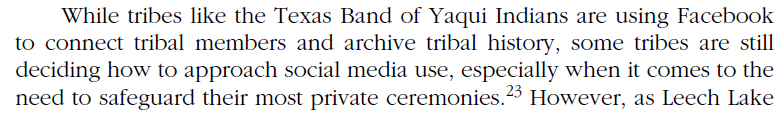 While tribes like the Texas Band of Yaqui Indians are using Facebook
to connect tribal members and archive tribal history, some tribes are still
deciding how to approach social media use, especially when it comes to the
need to safeguard their most private ceremonies.23 However, as Leech Lake